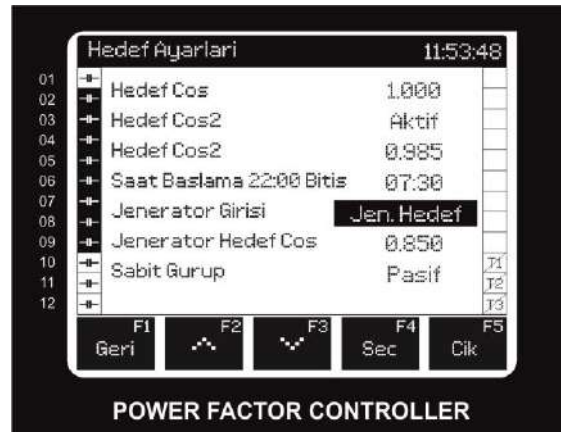 Hedef Ayarlari 11:53:48
01
02
03
04
05
06
07
08
09
10
11
12
Hedef Cos 1.000
Hedef Cos2 Aktif
Hedef Cos2 0.985
Saat Baslama 22:00 Bitis 07:30
Jenerator Girisi Jen. Hedef
Jenerator Hedef Cos 0.850
Sabit Gurup Pasif
T1
T2
T3
F1 F2 F3 F4 F5
Geri Sec Cik
POWER FACTOR CONTROLLER